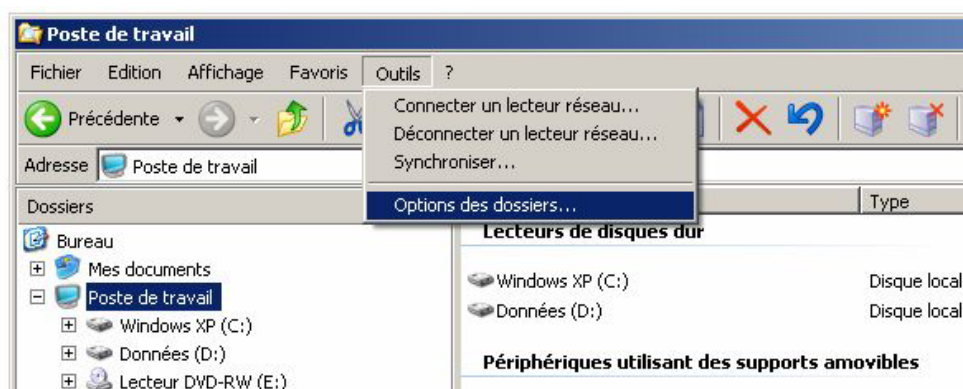 Poste de travail
Fichier Edition Affichage Favoris Outils ?
Précédente
Connecter un lecteur réseau...
Déconnecter un lecteur réseau...
Synchroniser...
Options des dossiers...
Adresse Poste de travail
Dossiers
Type
Bureau
Mes documents
Poste de travail
Windows XP (C:)
Données (D:)
Lecteur DVD-RW (E:)
Lecteurs de disques dur
Windows XP (C:) Disque local
Données (D:) Disque local
Périphériques utilisant des supports amovibles